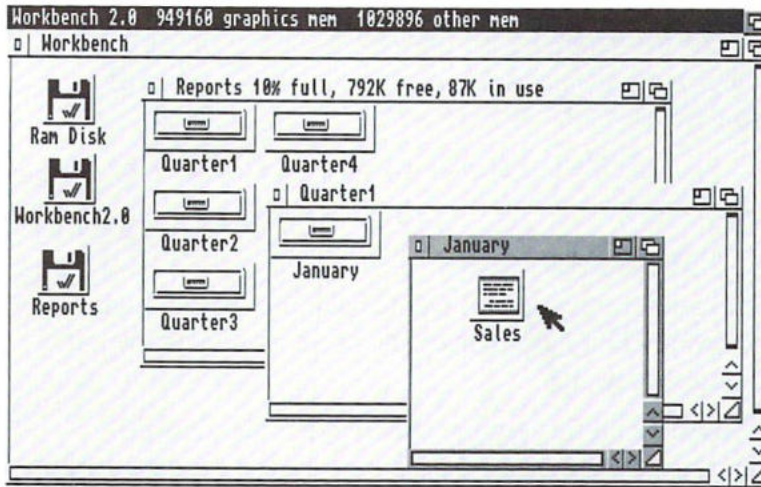 Workbench 2.0  949160 graphics mem  1029896 other mem
Workbench
Ram Disk
Workbench2.0
Reports
Reports 10% full, 792K free, 87K in use
Quarter1
Quarter4
Quarter2
Quarter3
Quarter1
January
January
Sales